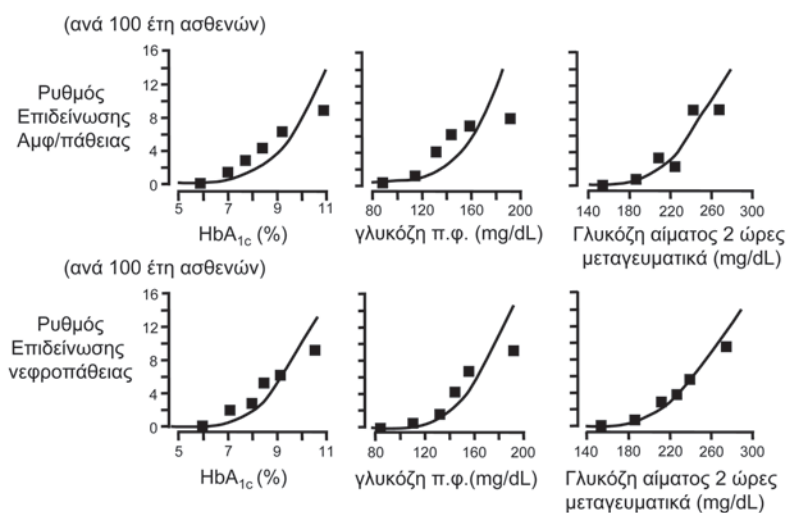 (ανά 100 έτη ασθενών)
Ρυθμός
Επιδείνωσης
Αμφ/πάθειας
16
12
8
4
0
5 7 9 11
HbA1c (%)
80 120 160 200
γλυκόζη π.φ. (mg/dL)
140 180 220 260
Γλυκόζη αίματος 2 ώρες
μεταγευματικά (mg/dL)
(ανά 100 έτη ασθενών)
Ρυθμός
Επιδείνωσης
νεφροπάθειας
16
12
8
4
0
5 7 9 11
HbA1c (%)
80 120 160 200
γλυκόζη π.φ.(mg/dL)
140 180 220 260
Γλυκόζη αίματος 2 ώρες
μεταγευματικά (mg/dL)